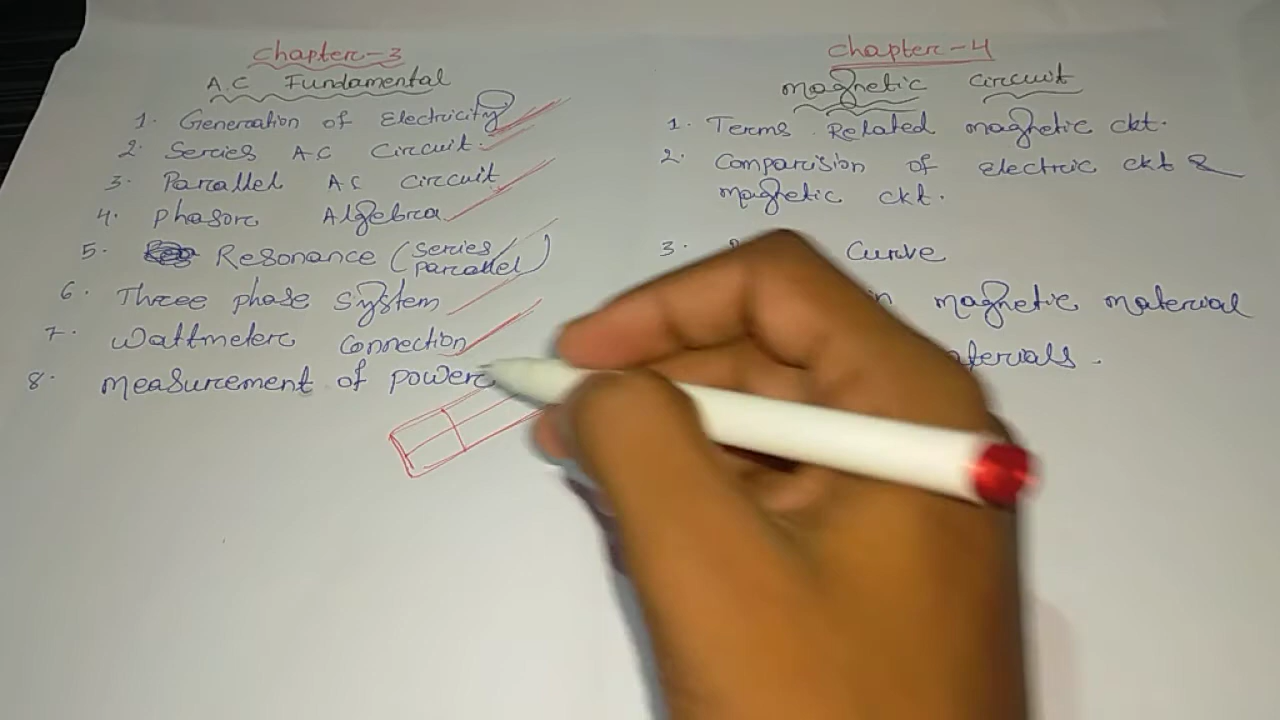 Chapter-3
A.C Fundamental
1. Generation of Electricity
2. Series A C Circuit.
3. Parallel A C circuit
4. Phasor Algebra
5. Resonance (series
parallel)
6. Three phase System
7. Wattmeter Connection
8. Measurement of power
Chapter-4
Magnetic Circuit
1. Terms Related magnetic ckt.
2. Comparision of electric ckt &
magnetic ckt.
3. Curve
in magnetic material
materials.